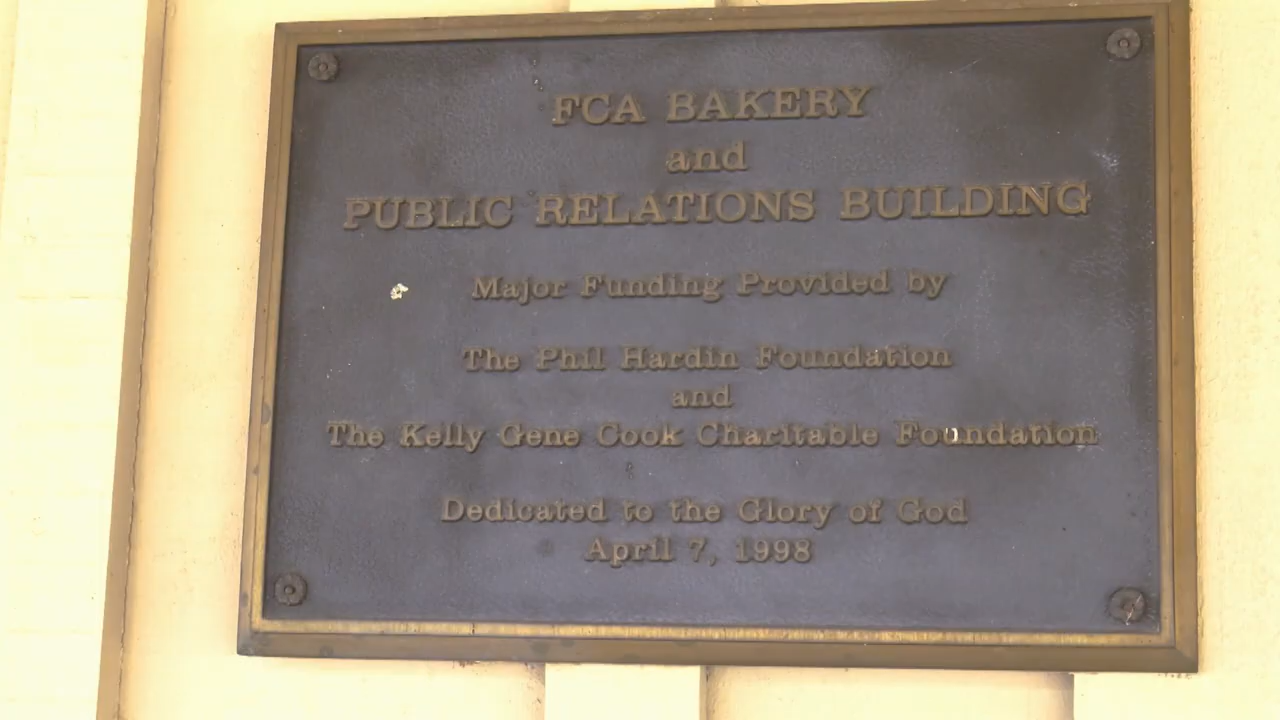 FCA BAKERY
and
PUBLIC RELATIONS BUILDING
Major Funding Provided by
The Phil Hardin Foundation
and
The Kelly Gene Cook Charitable Foundation
Dedicated to the Glory of God
April 7, 1998